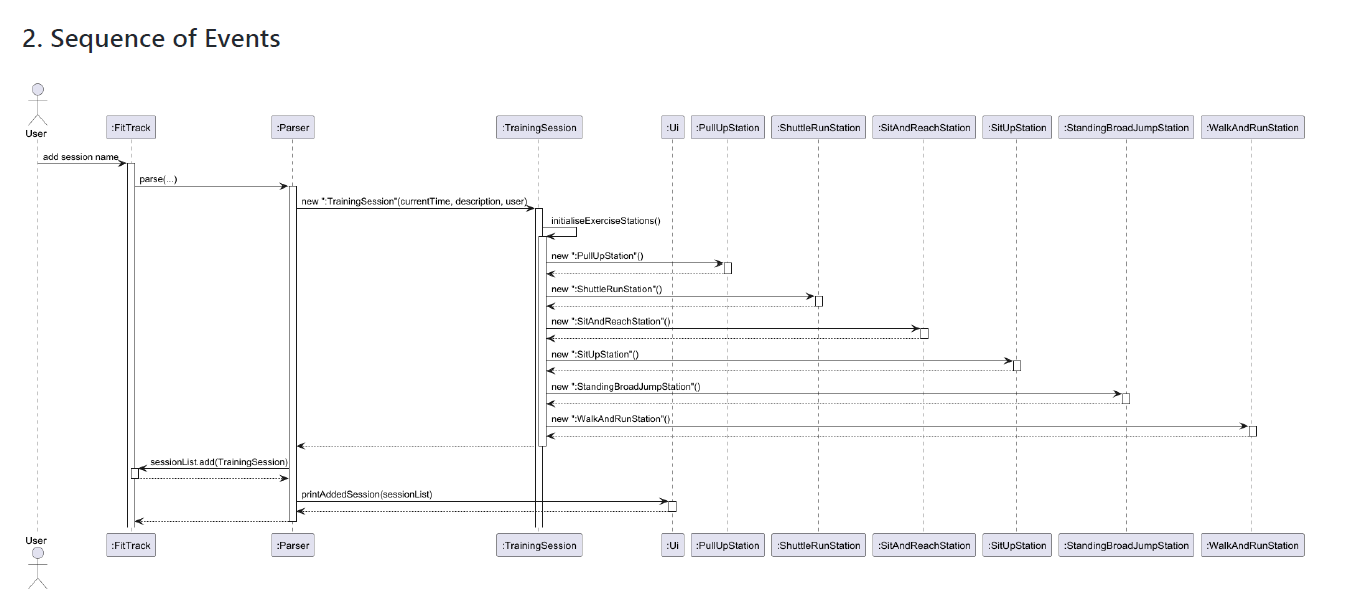 2. Sequence of Events
User
:FitTrack
:Parser
:TrainingSession
:Ui
:PullUpStation
:ShuttleRunStation
:SitAndReachStation
:SitUpStation
:StandingBroadJumpStation
:WalkAndRunStation
add session name
parse(...)
new ":TrainingSession"(currentTime, description, user)
initialiseExerciseStations()
new ":PullUpStation"()
new ":ShuttleRunStation"()
new ":SitAndReachStation"()
new ":SitUpStation"()
new ":StandingBroadJumpStation"()
new ":WalkAndRunStation"()
sessionList.add(TrainingSession)
printAddedSession(sessionList)
User
:FitTrack
:Parser
:TrainingSession
:Ui
:PullUpStation
:ShuttleRunStation
:SitAndReachStation
:SitUpStation
:StandingBroadJumpStation
:WalkAndRunStation